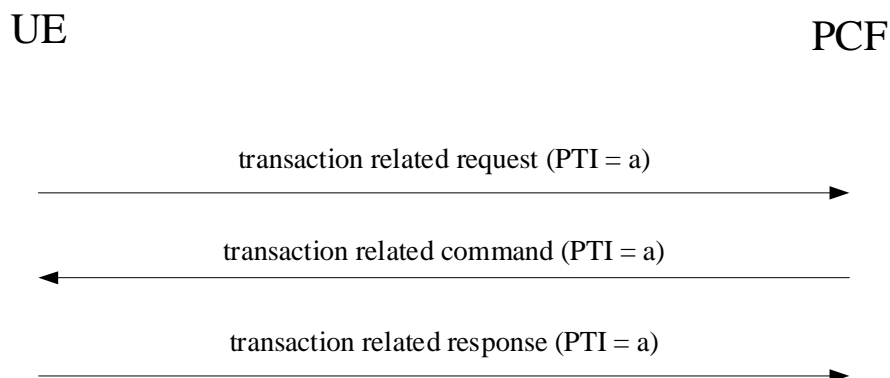 UE
PCF
transaction related request (PTI = a)
transaction related command (PTI = a)
transaction related response (PTI = a)